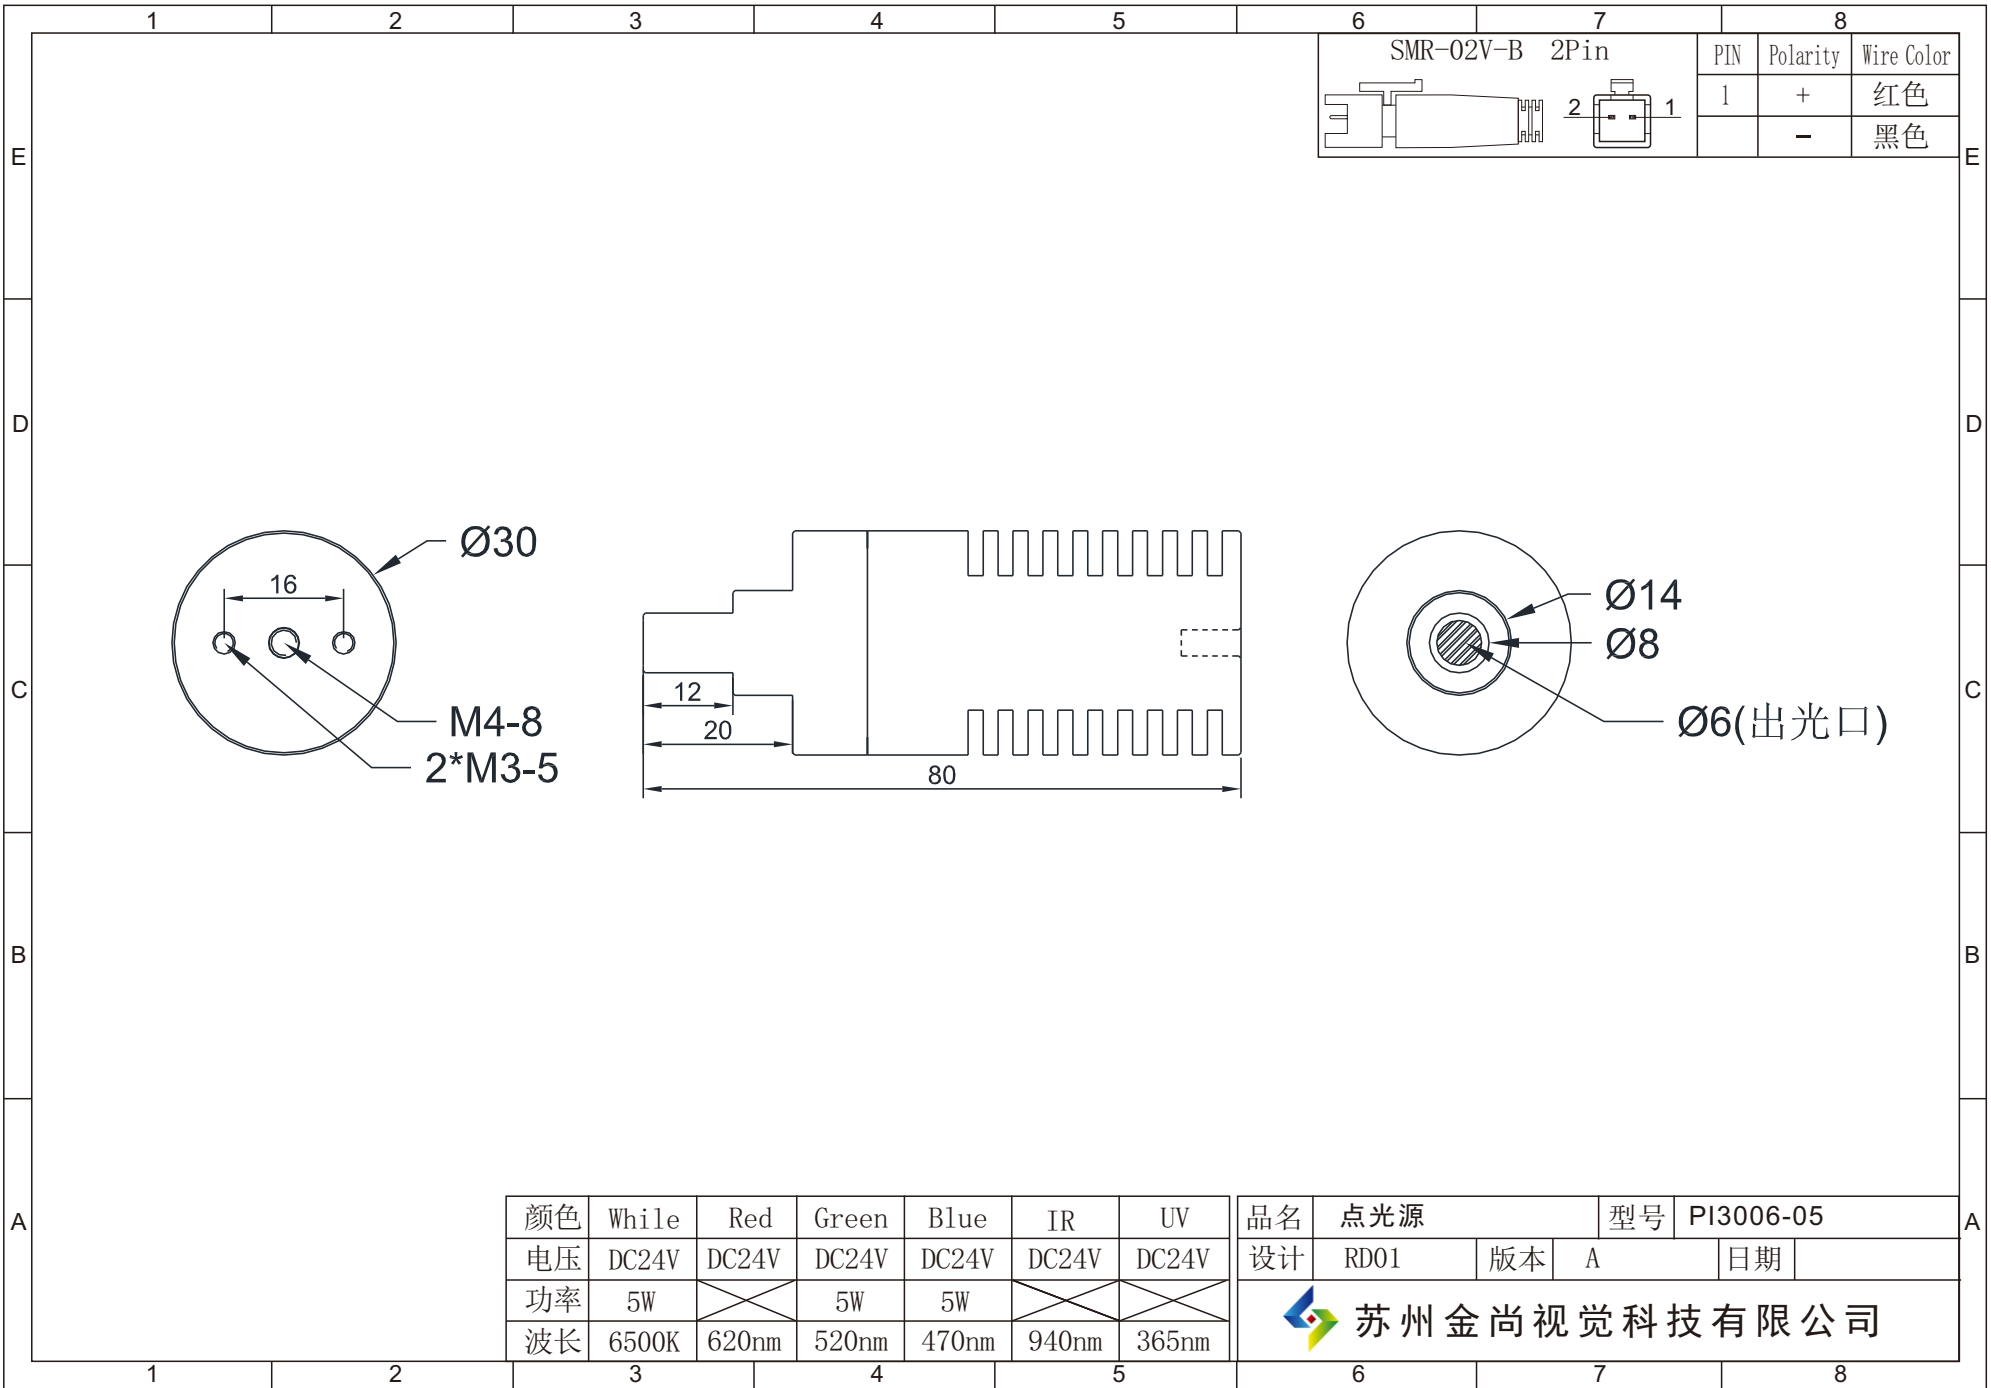 1 2 3 4 5 6 7 8
SMR-02V-B 2Pin
2 1
PIN Polarity Wire Color
1 + 红色
− 黑色
E E
D D
Ø30
16
M4-8
2*M3-5
12
20
80
Ø14
Ø8
Ø6(出光口)
C C
B B
A A
颜色 While Red Green Blue IR UV
电压 DC24V DC24V DC24V DC24V DC24V DC24V
功率 5W 5W 5W
波长 6500K 620nm 520nm 470nm 940nm 365nm
品名 点光源 型号 PI3006-05
设计 RD01 版本 A 日期
苏州金尚视觉科技有限公司
1 2 3 4 5 6 7 8